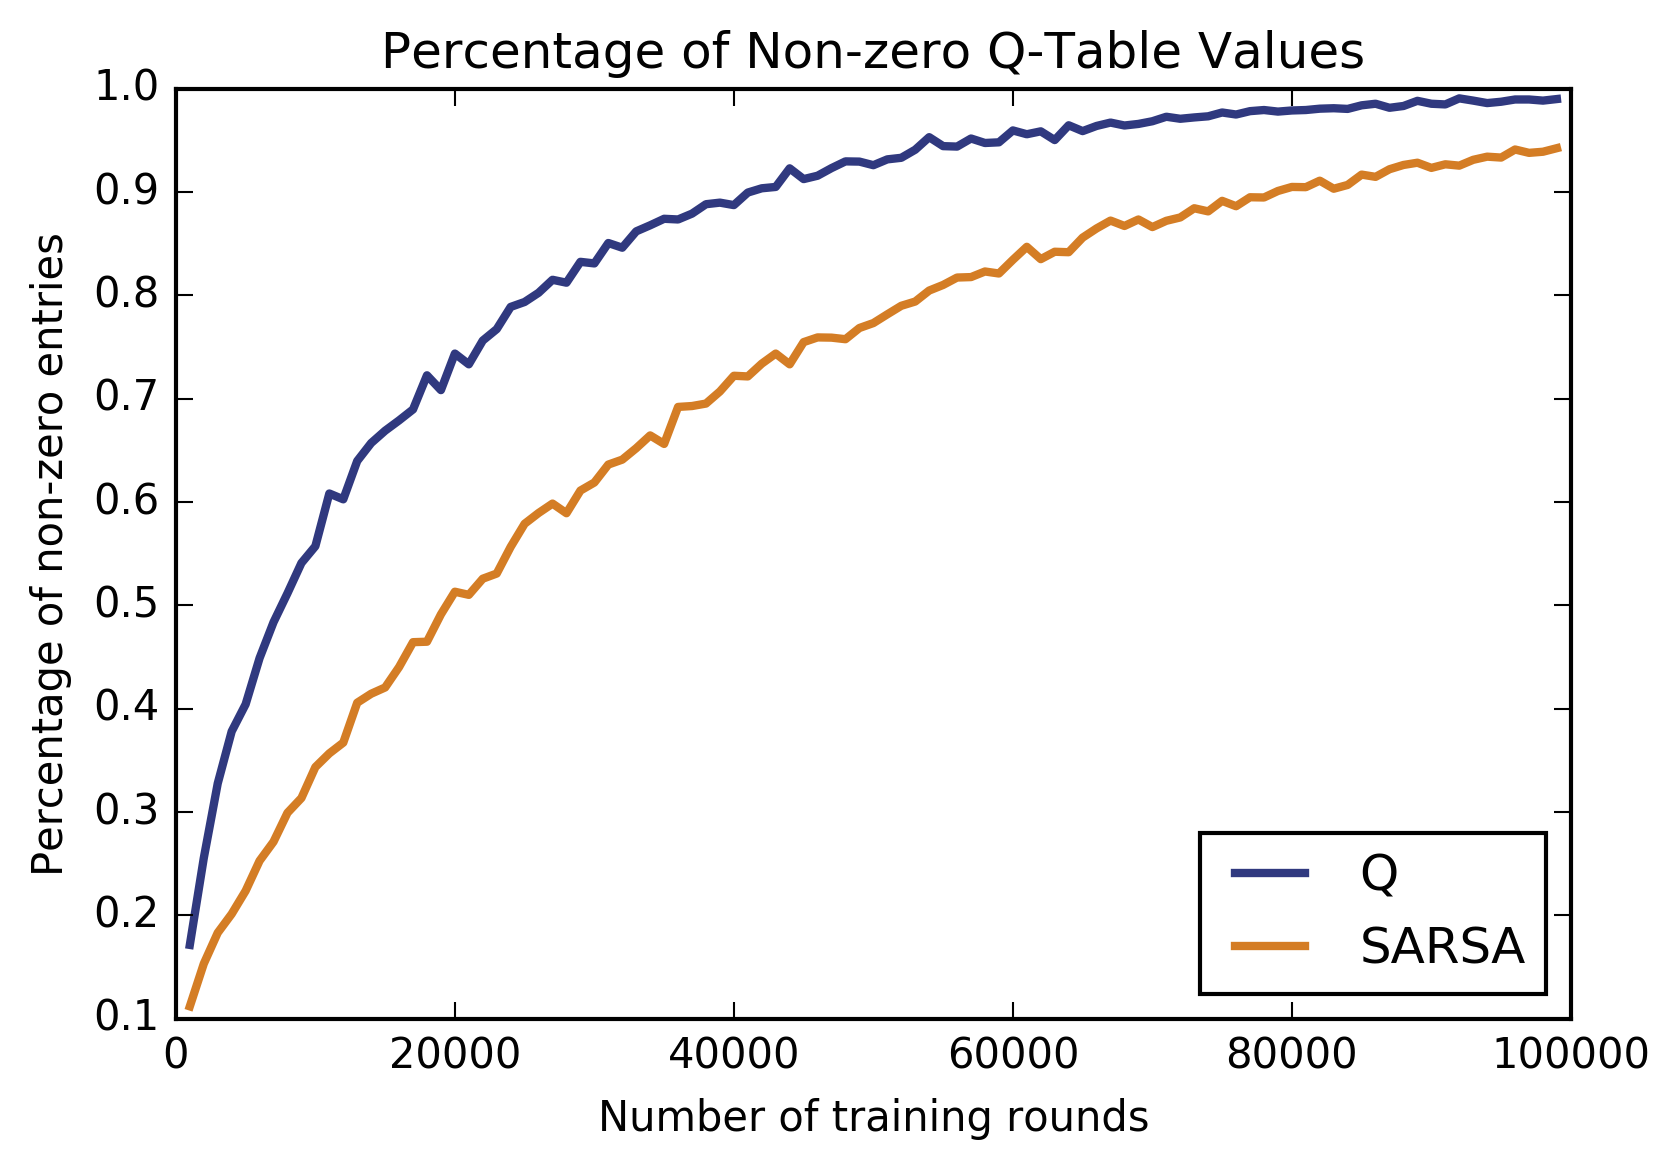 Percentage of Non-zero Q-Table Values
Percentage of non-zero entries
1.0
0.9
0.8
0.7
0.6
0.5
0.4
0.3
0.2
0.1
0 20000 40000 60000 80000 100000
Number of training rounds
Q
SARSA